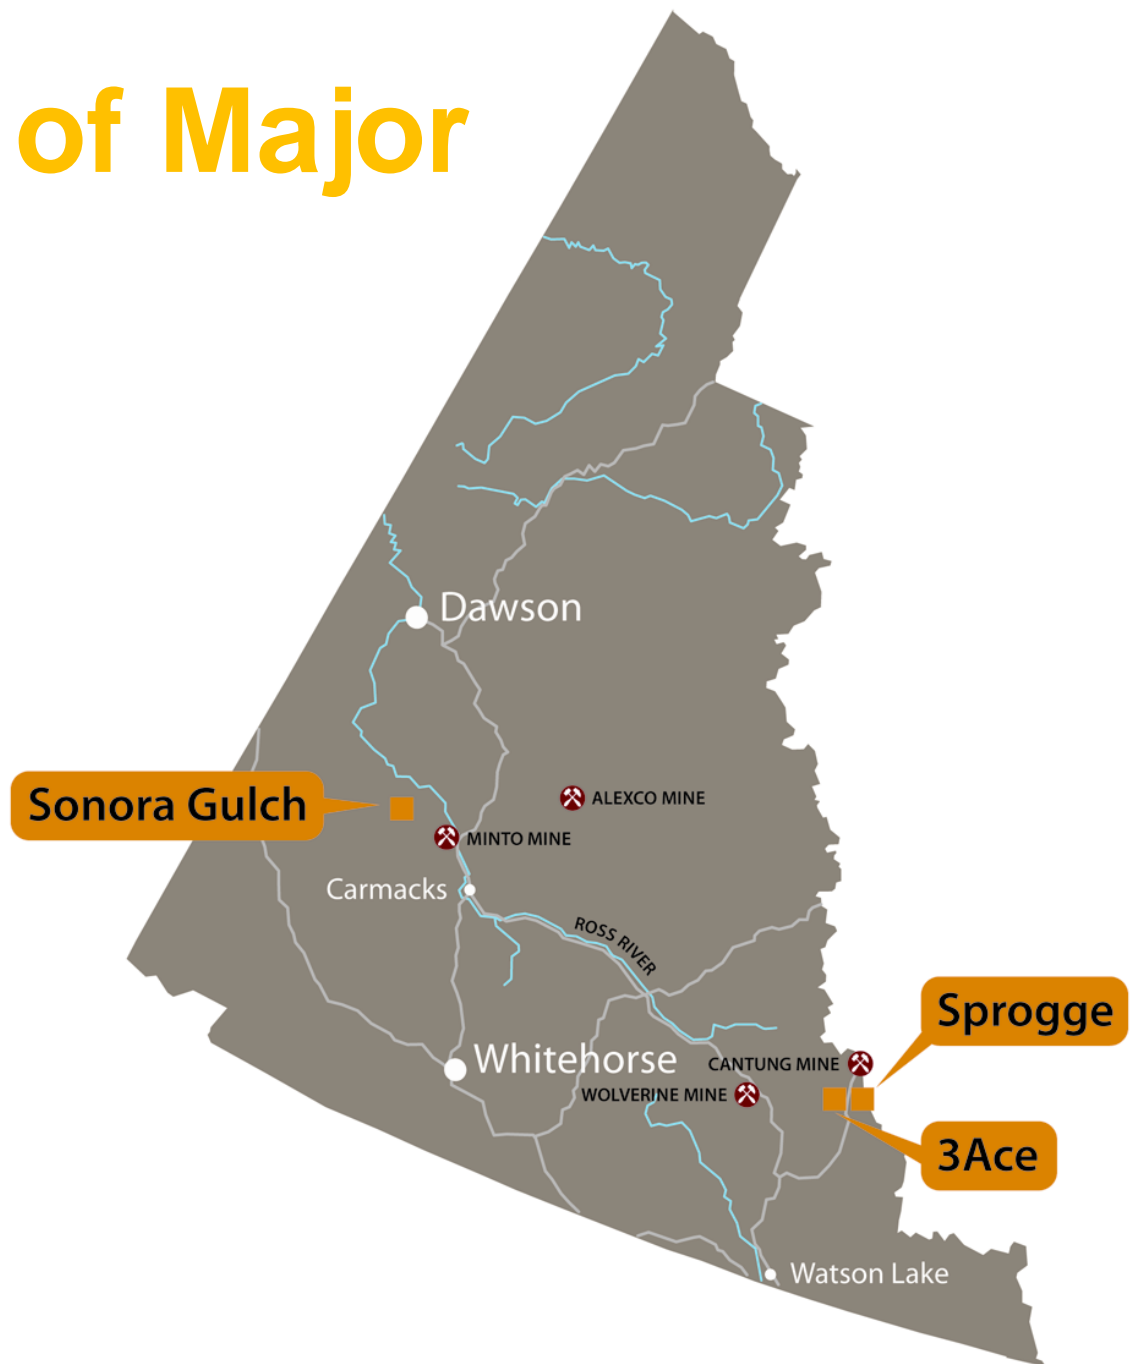 of Major
Dawson
Sonora Gulch
ALEXCO MINE
MINTO MINE
Carmacks
ROSS RIVER
Sprogge
Whitehorse
CANTUNG MINE
WOLVERINE MINE
3Ace
Watson Lake